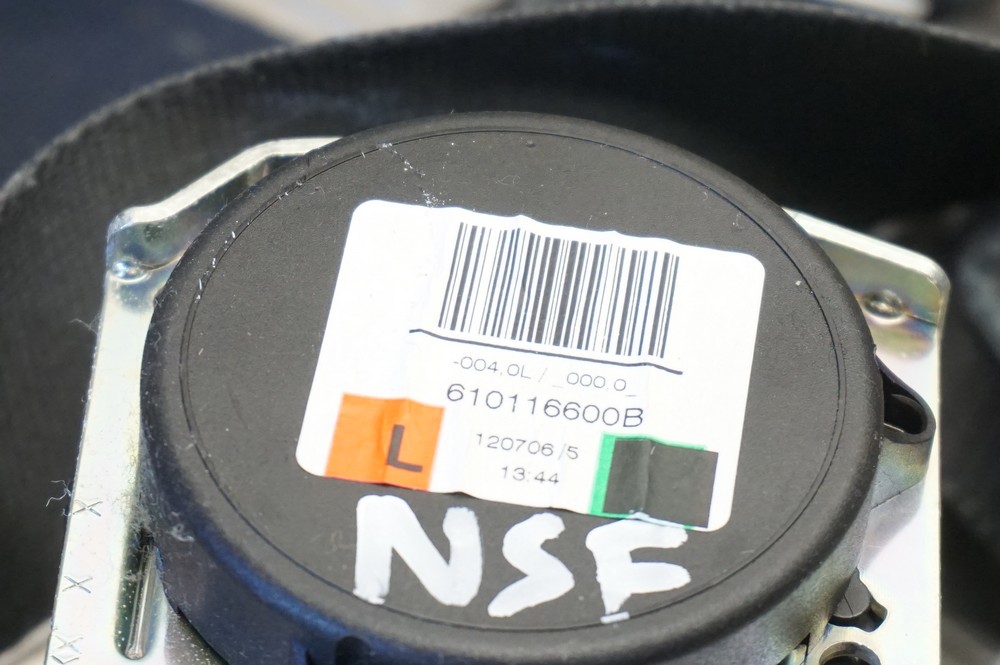 -004.0L / _000.0_
610116600B
L
120706/5
13:44
NSF